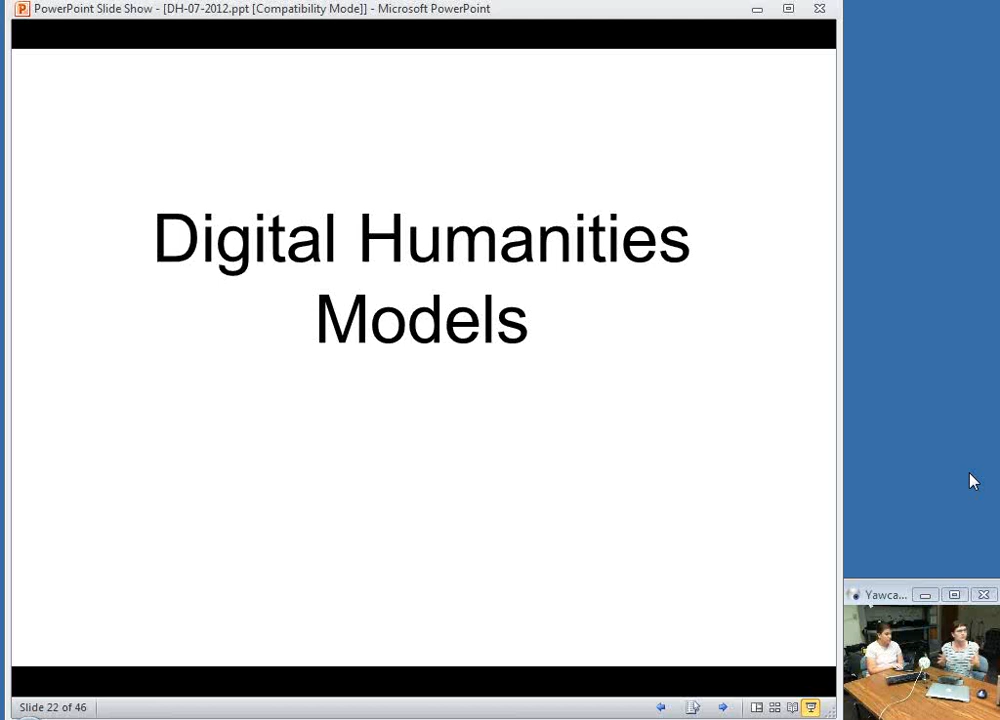 PowerPoint Slide Show - [DH-07-2012.ppt [Compatibility Mode]] - Microsoft PowerPoint
Digital Humanities
Models
Yawca...
Slide 22 of 46